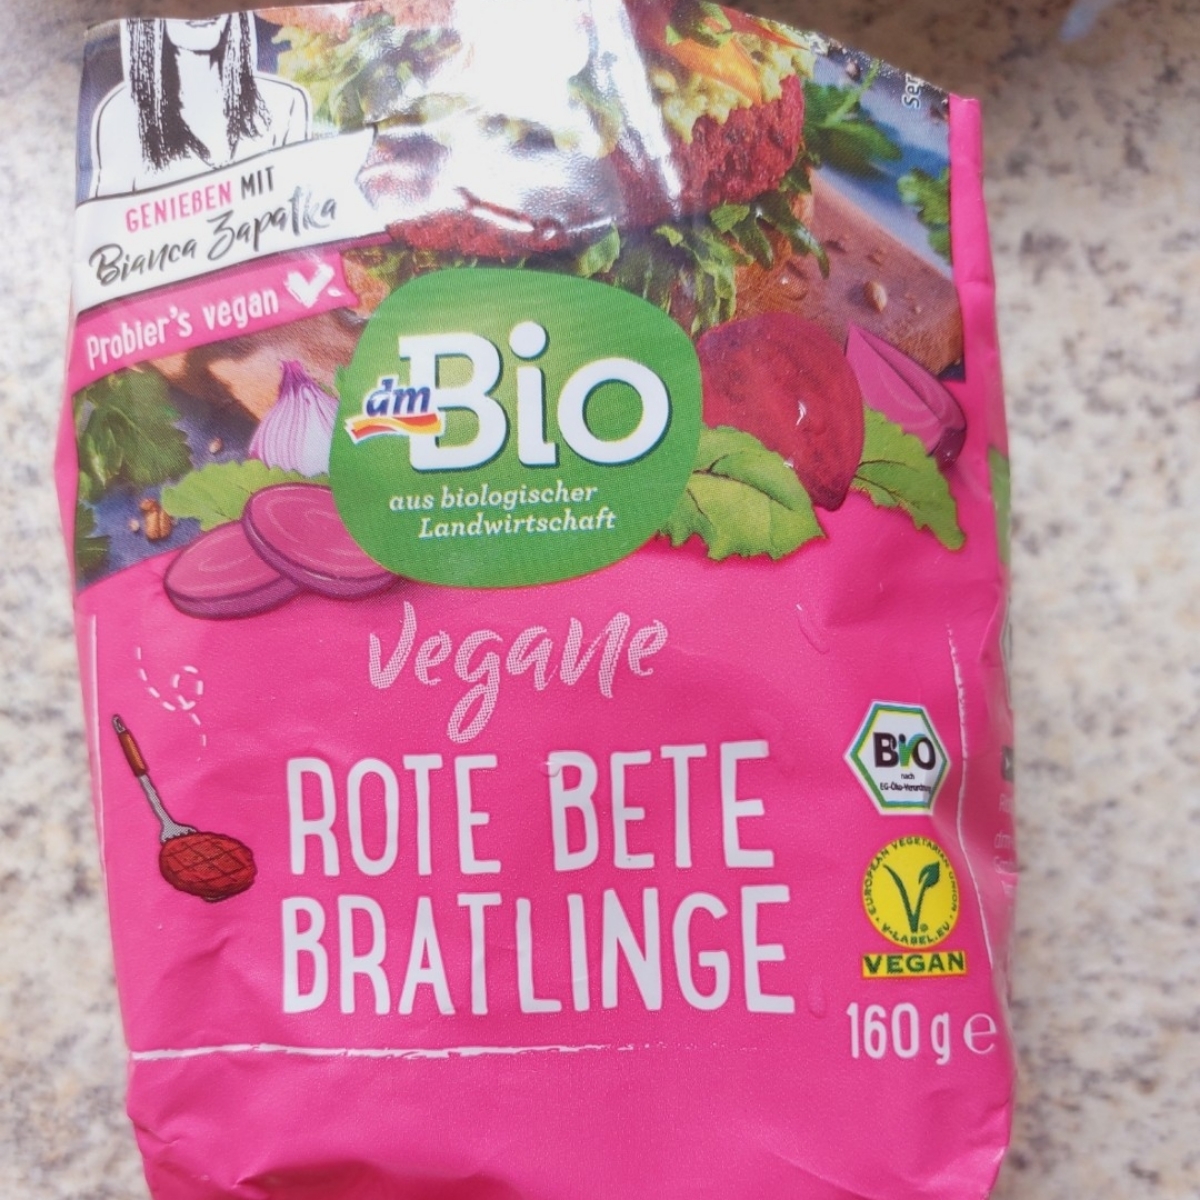 Ser
GENIEßEN MIT
Bianca Zapatka
Probier's vegan
dm
Bio
aus biologischer
Landwirtschaft
Vegane
ROTE BETE
BRATLINGE
BIO
nach
EG-Öko-Verordnung
EUROPEAN VEGETARIAN UNION
V-LABEL.EU
VEGAN
160 g e